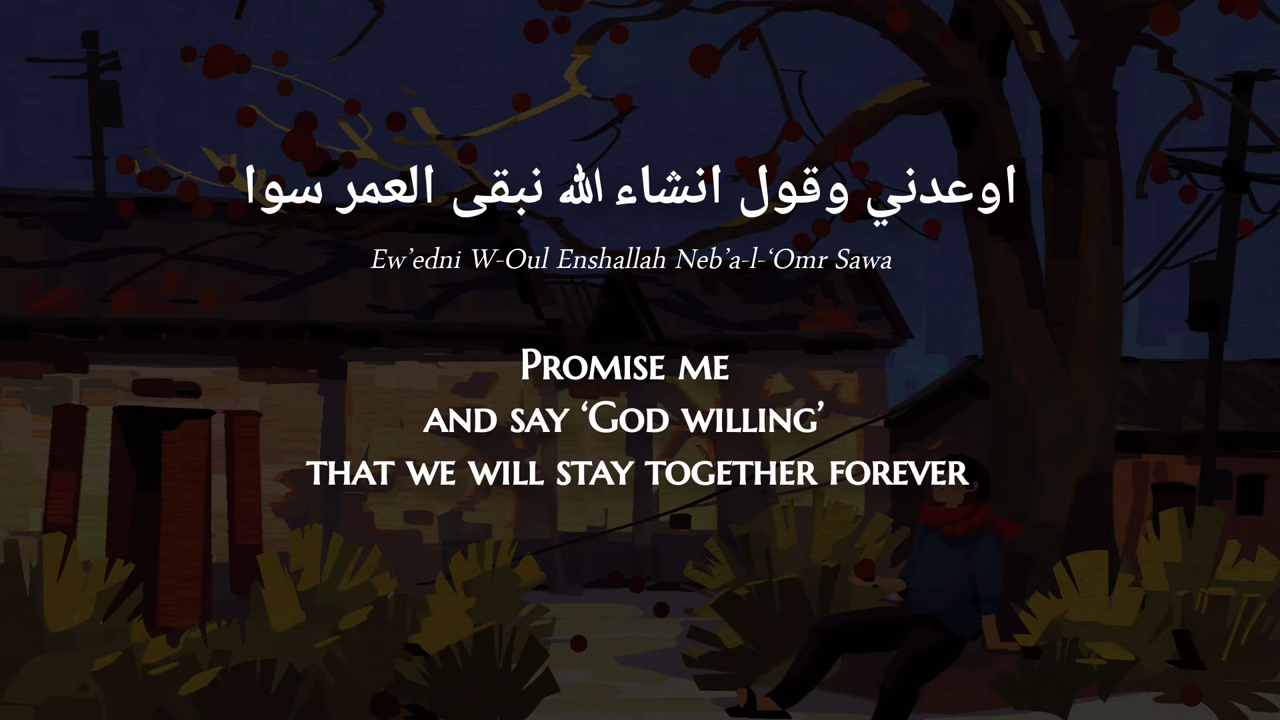 اوعدني وقول انشاء الله نبقى العمر سوا
Ew’edni W-Oul Enshallah Neb’a-l-‘Omr Sawa
Promise me
and say ‘God willing’
that we will stay together forever